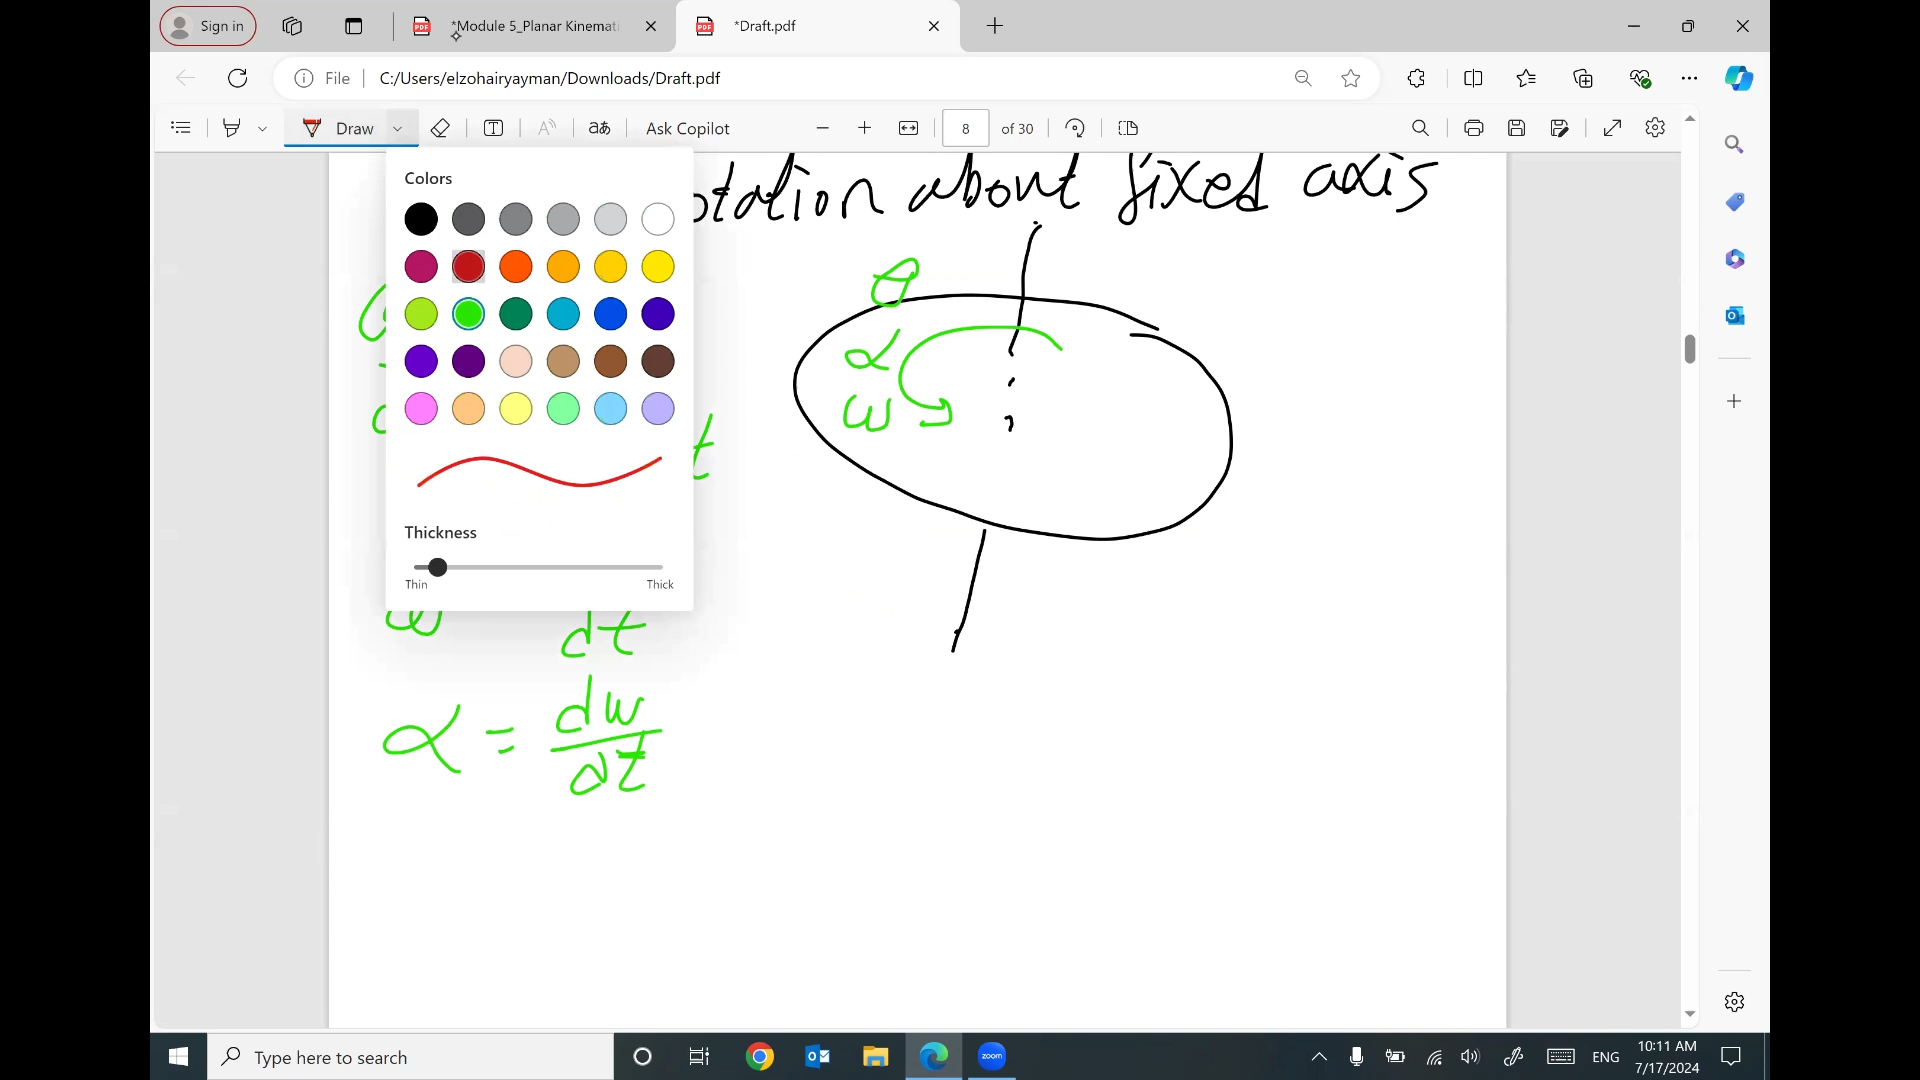 Sign in
*Module 5_Planar Kinemati
*Draft.pdf
File
C:/Users/elzohairyayman/Downloads/Draft.pdf
Draw
Ask Copilot
8
of 30
Colors
Thickness
Thin
Thick
otation about fixed axis
θ
α
ω
t
ω
dt
α = dω
dt
Type here to search
zoom
ENG
10:11 AM
7/17/2024